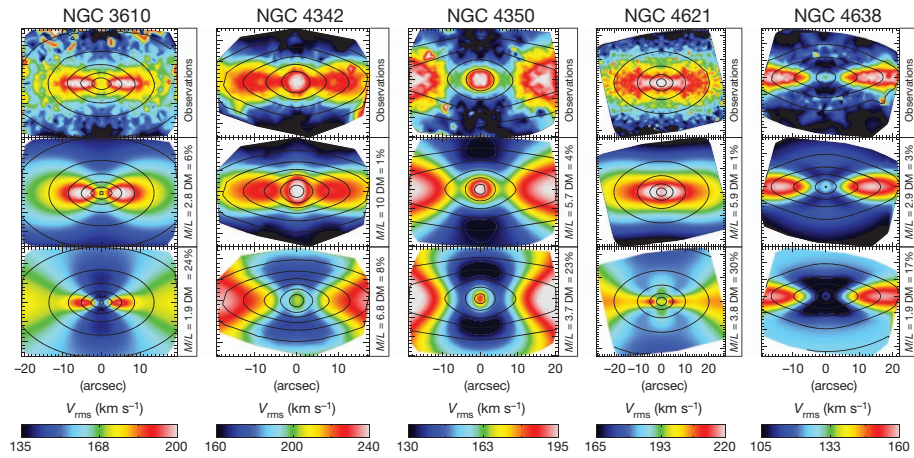 NGC 3610 NGC 4342 NGC 4350 NGC 4621 NGC 4638
Observations Observations Observations Observations Observations
M/L = 2.8 DM = 6% M/L = 10 DM = 1% M/L = 5.7 DM = 4% M/L = 5.9 DM = 1% M/L = 2.9 DM = 3%
M/L = 1.9 DM = 24% M/L = 6.8 DM = 8% M/L = 3.7 DM = 23% M/L = 3.8 DM = 30% M/L = 1.9 DM = 17%
−20 −10 0 10 −10 0 10 −10 0 10 −20 0 20 −10 0 10 20
(arcsec) (arcsec) (arcsec) (arcsec) (arcsec)
Vrms (km s−1) Vrms (km s−1) Vrms (km s−1) Vrms (km s−1) Vrms (km s−1)
135 168 200 160 200 240 130 163 195 165 193 220 105 133 160